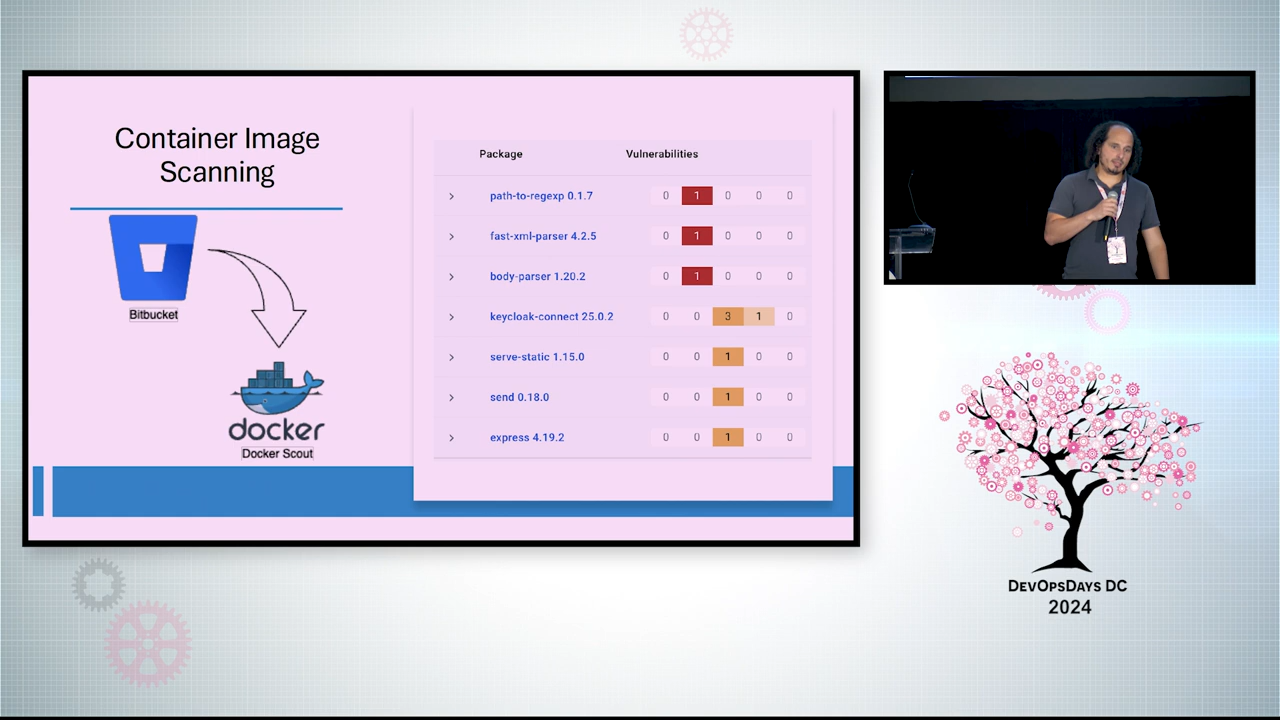 Container Image
Scanning
Bitbucket
docker
Docker Scout
Package Vulnerabilities
path-to-regexp 0.1.7 0 1 0 0 0
fast-xml-parser 4.2.5 0 1 0 0 0
body-parser 1.20.2 0 1 0 0 0
keycloak-connect 25.0.2 0 0 3 1 0
serve-static 1.15.0 0 0 1 0 0
send 0.18.0 0 0 1 0 0
express 4.19.2 0 0 1 0 0
DevOpsDays DC
2024